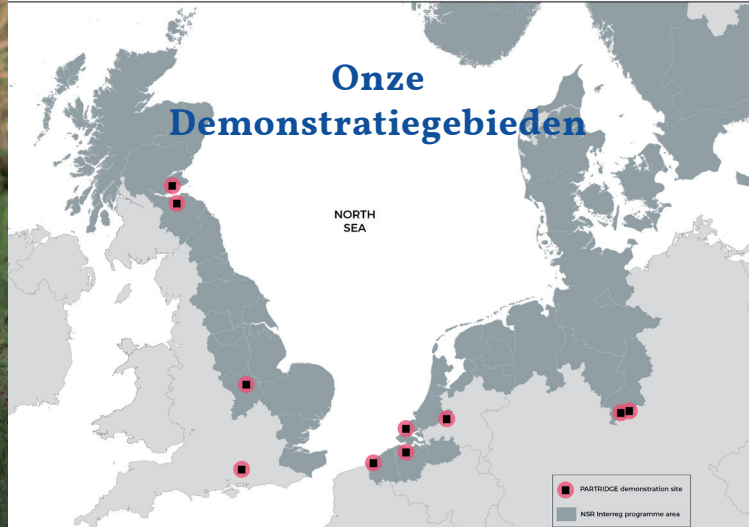 Onze
Demonstratiegebieden
NORTH
SEA
PARTRIDGE demonstration site
NSR Interreg programme area